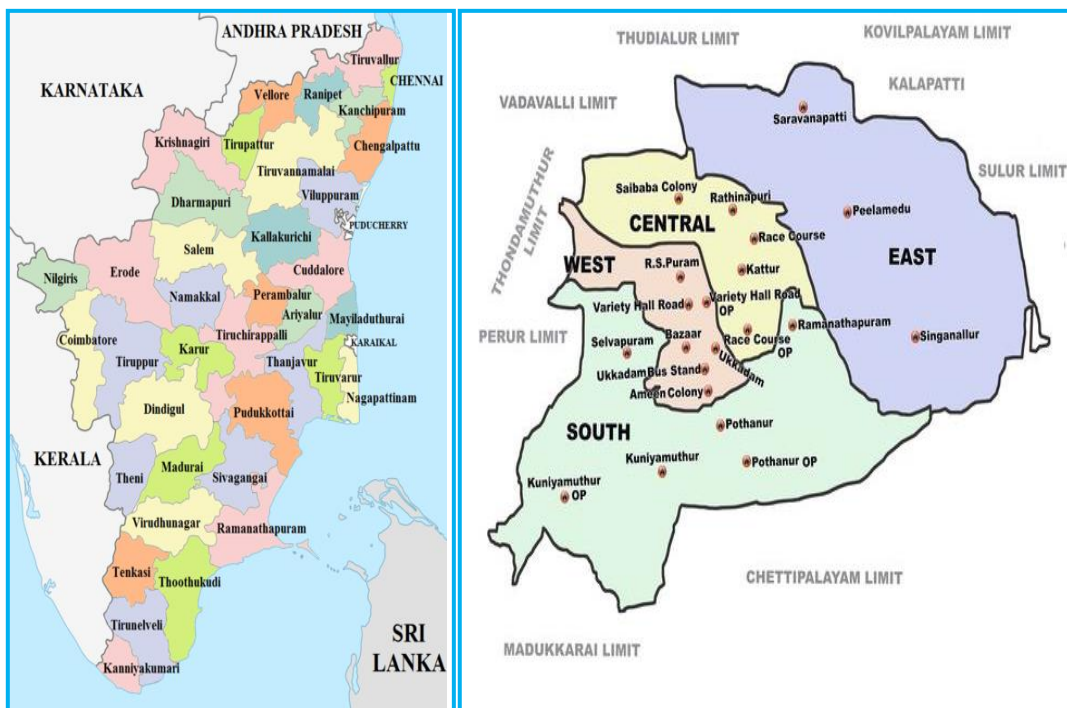 ANDHRA PRADESH
Tiruvallur
CHENNAI
KARNATAKA
Vellore
Ranipet
Kanchipuram
Krishnagiri
Tirupattur
Chengalpattu
Tiruvannamalai
Dharmapuri
Viluppuram
PUDUCHERRY
Kallakurichi
Salem
Nilgiris
Erode
Cuddalore
Namakkal
Perambalur
Ariyalur
Mayiladuthurai
Coimbatore
Tiruchirappalli
KARAIKAL
Tiruppur
Karur
Thanjavur
Tiruvarur
Nagapattinam
Dindigul
Pudukkottai
KERALA
Theni
Madurai
Sivagangai
Virudhunagar
Ramanathapuram
Tenkasi
Thoothukudi
Tirunelveli
SRI
LANKA
Kanniyakumari
THUDIALUR LIMIT
KOVILPALAYAM LIMIT
KALAPATTI
VADAVALLI LIMIT
Saravanapatti
SULUR LIMIT
THONDAMUTHUR
LIMIT
Saibaba Colony
Rathinapuri
Peelamedu
CENTRAL
Race Course
WEST
R.S.Puram
Kattur
EAST
Variety Hall Road
Variety Hall Road
OP
PERUR LIMIT
Selvapuram
Bazaar
Race Course
OP
Ramanathapuram
Singanallur
Ukkadam
Ukkadam Bus Stand
Ameen Colony
SOUTH
Pothanur
Kuniyamuthur
Pothanur OP
Kuniyamuthur
OP
CHETTIPALAYAM LIMIT
MADUKKARAI LIMIT